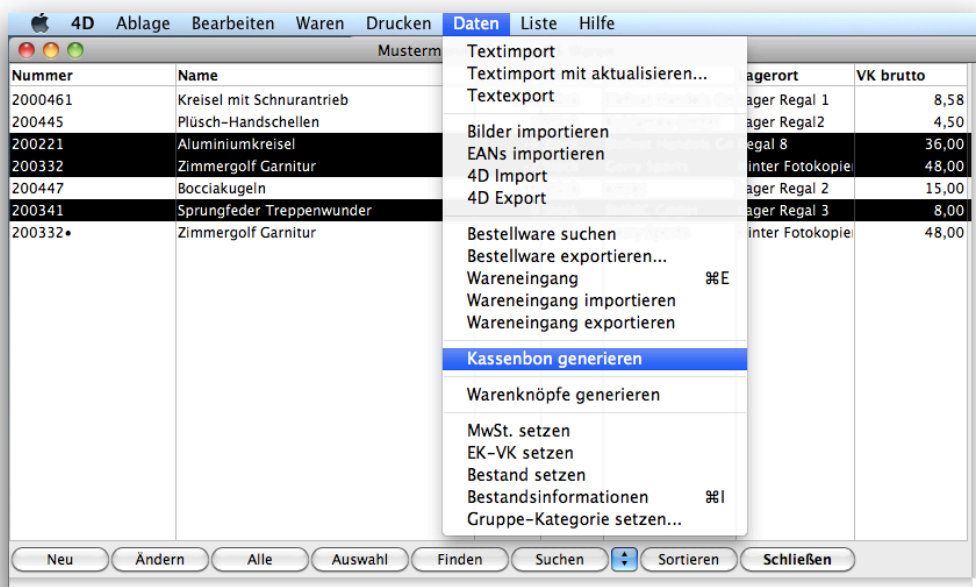 4D Ablage Bearbeiten Waren Drucken Daten Liste Hilfe
Musterm Waren
Nummer Name agerort VK brutto
2000461 Kreisel mit Schnurantrieb ager Regal 1 8,58
200445 Plüsch-Handschellen ager Regal2 4,50
200221 Aluminiumkreisel Regal 8 36,00
200332 Zimmergolf Garnitur inter Fotokopie 48,00
200447 Bocciakugeln ager Regal 2 15,00
200341 Sprungfeder Treppenwunder ager Regal 3 8,00
200332• Zimmergolf Garnitur inter Fotokopie 48,00
Textimport
Textimport mit aktualisieren...
Textexport
Bilder importieren
EANs importieren
4D Import
4D Export
Bestellware suchen
Bestellware exportieren...
Wareneingang ⌘E
Wareneingang importieren
Wareneingang exportieren
Kassenbon generieren
Warenknöpfe generieren
MwSt. setzen
EK-VK setzen
Bestand setzen
Bestandsinformationen ⌘I
Gruppe-Kategorie setzen...
Neu Ändern Alle Auswahl Finden Suchen Sortieren Schließen